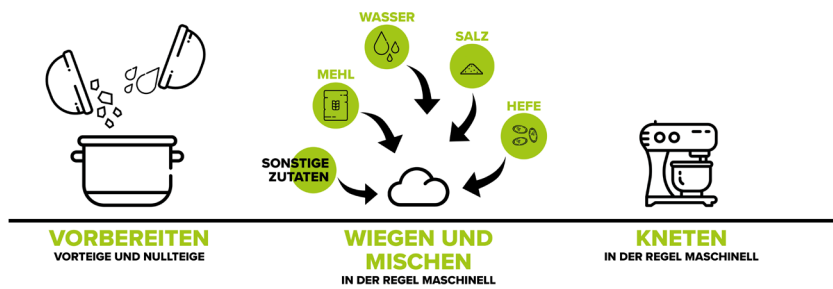 WASSER
SALZ
MEHL
HEFE
SONSTIGE
ZUTATEN
VORBEREITEN
VORTEIGE UND NULLTEIGE
WIEGEN UND
MISCHEN
IN DER REGEL MASCHINELL
KNETEN
IN DER REGEL MASCHINELL